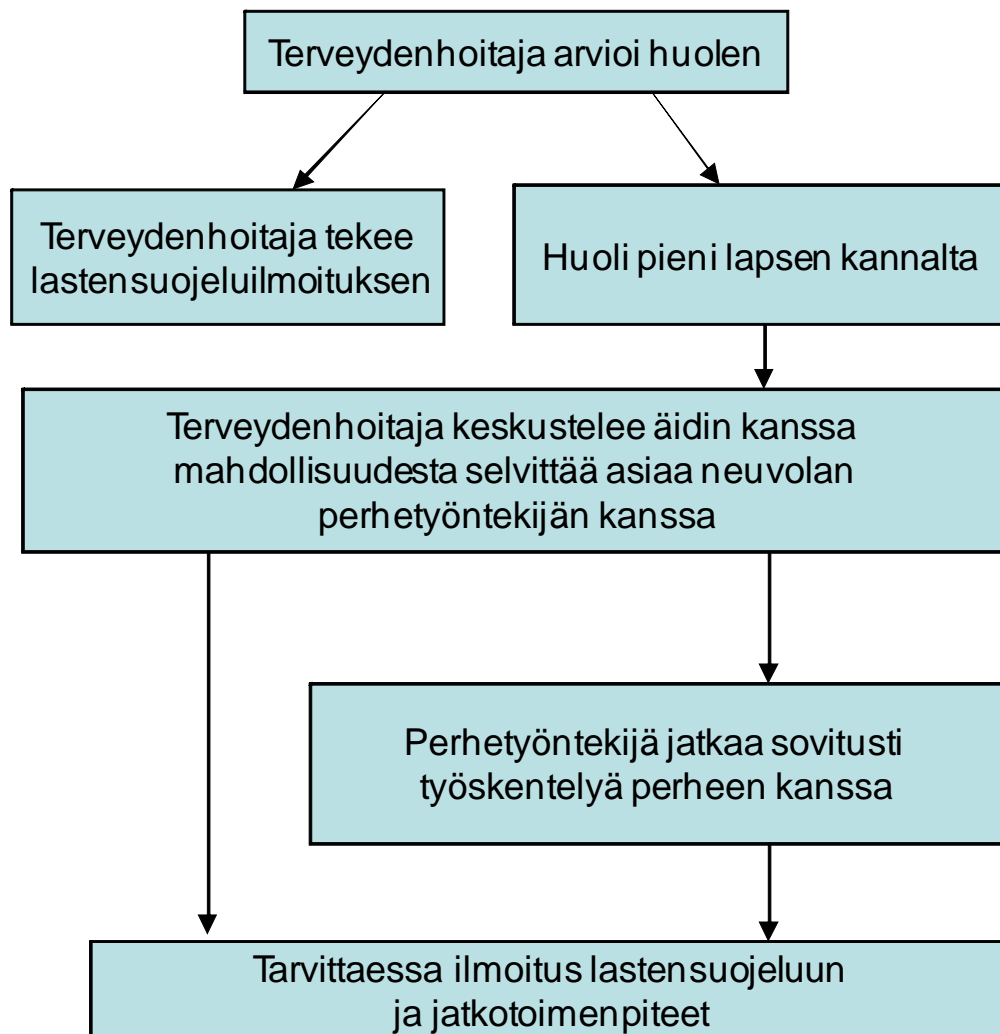 Terveydenhoitaja arvioi huolen
Terveydenhoitaja tekee
lastensuojeluilmoituksen
Huoli pieni lapsen kannalta
Terveydenhoitaja keskustelee äidin kanssa
mahdollisuudesta selvittää asiaa neuvolan
perhetyöntekijän kanssa
Perhetyöntekijä jatkaa sovitusti
työskentelyä perheen kanssa
Tarvittaessa ilmoitus lastensuojeluun
ja jatkotoimenpiteet